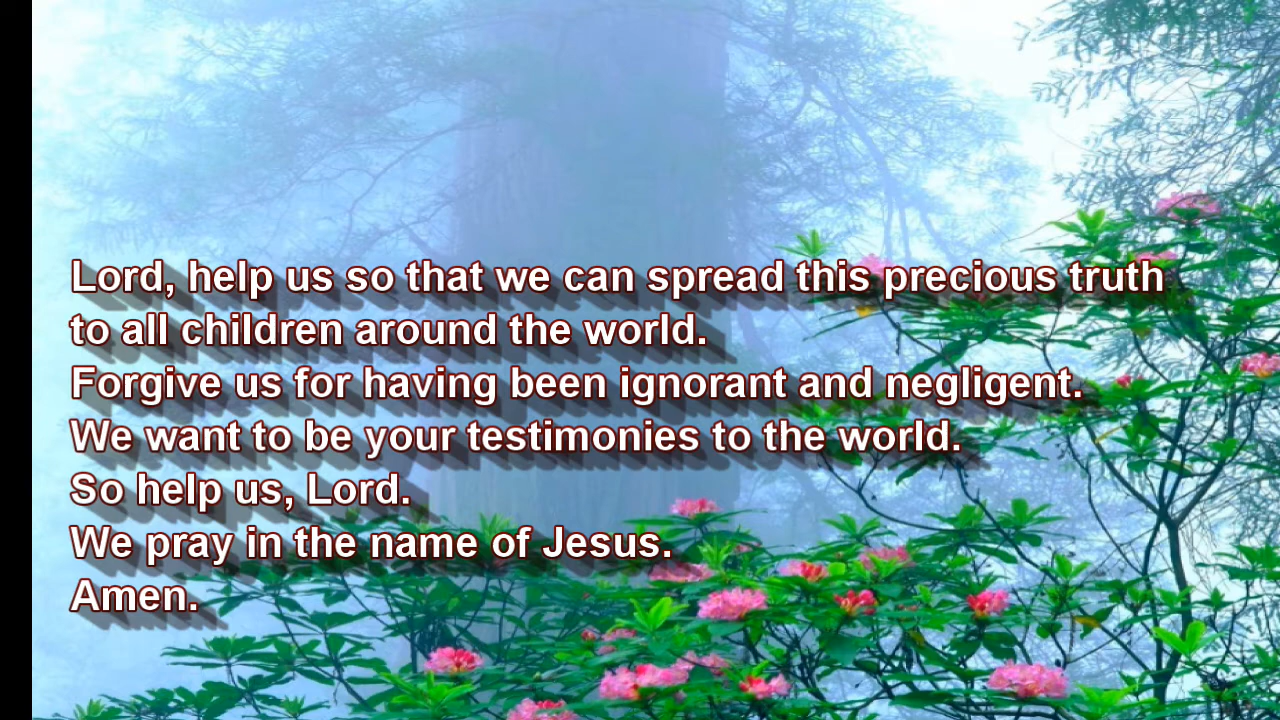 Lord, help us so that we can spread this precious truth
to all children around the world.
Forgive us for having been ignorant and negligent.
We want to be your testimonies to the world.
So help us, Lord.
We pray in the name of Jesus.
Amen.